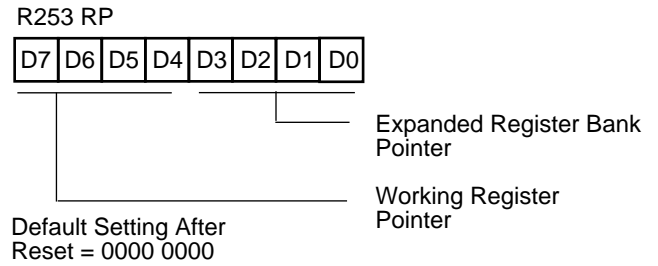 R253 RP
D7 D6 D5 D4 D3 D2 D1 D0
Expanded Register Bank
Pointer
Working Register
Pointer
Default Setting After
Reset = 0000 0000